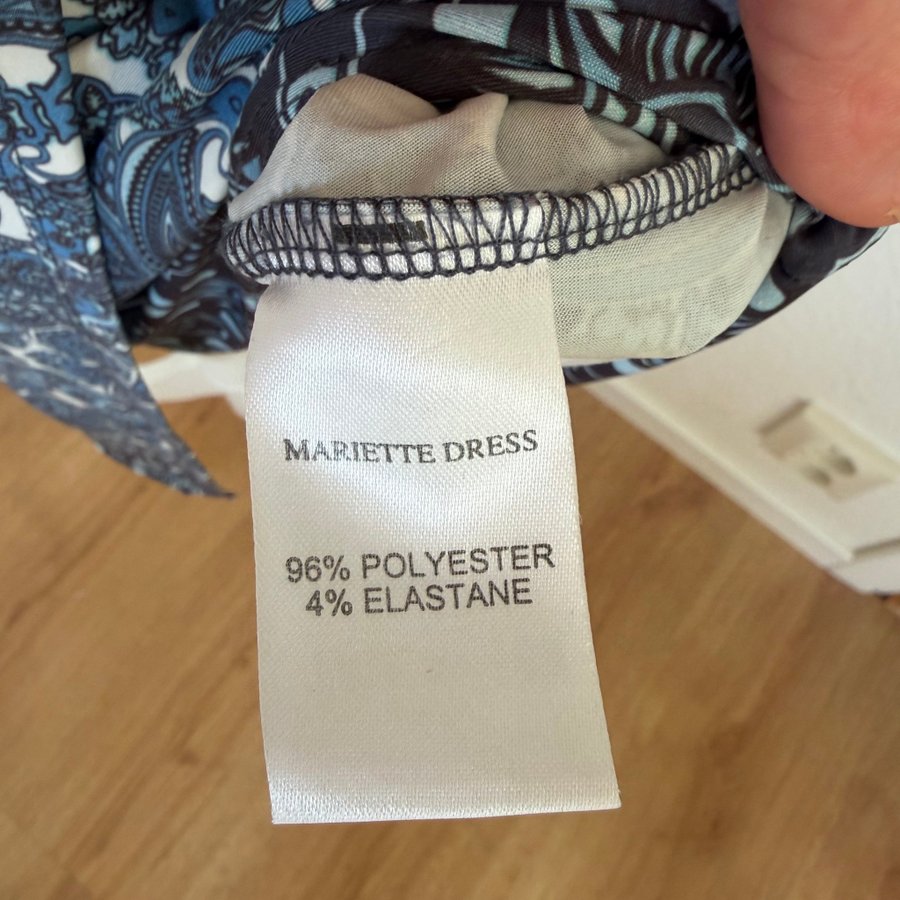 MARIETTE DRESS
96% POLYESTER
4% ELASTANE